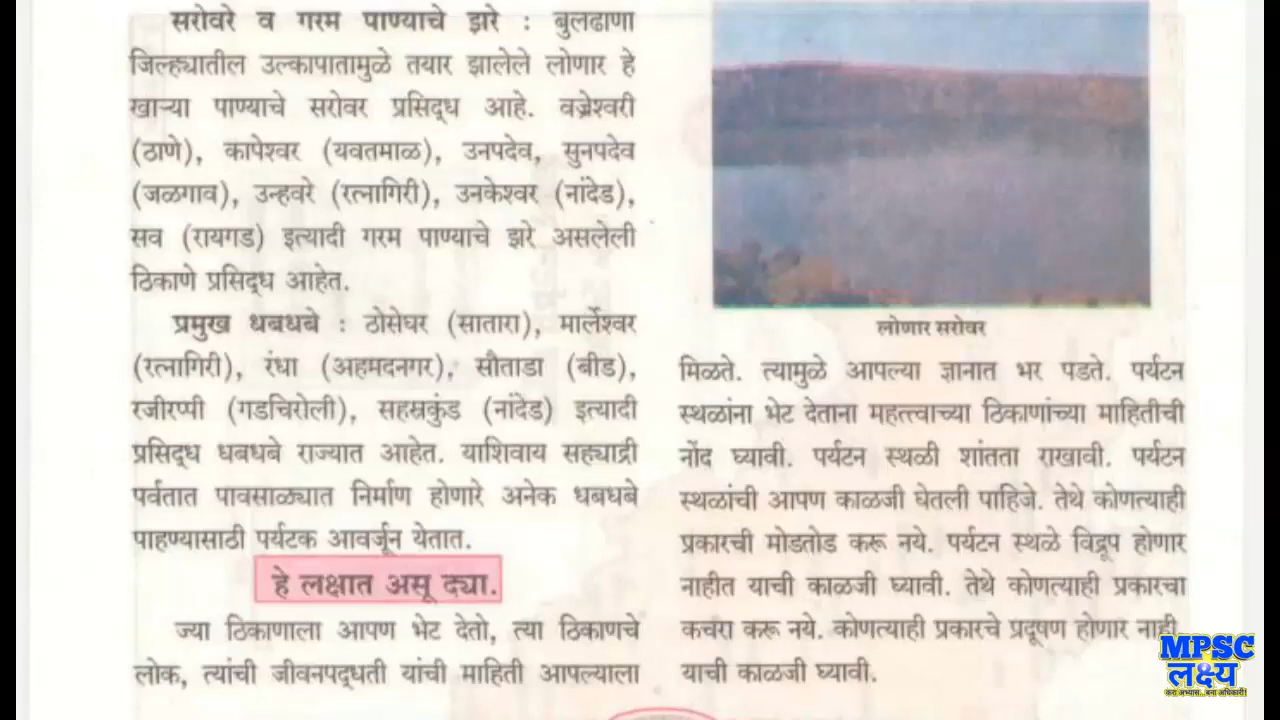 सरोवरे व गरम पाण्याचे झरे : बुलढाणा
जिल्ह्यातील उल्कापातामुळे तयार झालेले लोणार हे
खाऱ्या पाण्याचे सरोवर प्रसिद्ध आहे. वज्रेश्वरी
(ठाणे), कापेश्वर (यवतमाळ), उनपदेव, सुनपदेव
(जळगाव), उन्हवरे (रत्नागिरी), उनकेश्वर (नांदेड),
सव (रायगड) इत्यादी गरम पाण्याचे झरे असलेली
ठिकाणे प्रसिद्ध आहेत.
प्रमुख धबधबे : ठोसेघर (सातारा), मार्लेश्वर
(रत्नागिरी), रंधा (अहमदनगर), सौताडा (बीड),
रजीरप्पी (गडचिरोली), सहस्रकुंड (नांदेड) इत्यादी
प्रसिद्ध धबधबे राज्यात आहेत. याशिवाय सह्याद्री
पर्वतात पावसाळ्यात निर्माण होणारे अनेक धबधबे
पाहण्यासाठी पर्यटक आवर्जून येतात.
हे लक्षात असू द्या.
ज्या ठिकाणाला आपण भेट देतो, त्या ठिकाणचे
लोक, त्यांची जीवनपद्धती यांची माहिती आपल्याला
लोणार सरोवर
मिळते. त्यामुळे आपल्या ज्ञानात भर पडते. पर्यटन
स्थळांना भेट देताना महत्त्वाच्या ठिकाणांच्या माहितीची
नोंद घ्यावी. पर्यटन स्थळी शांतता राखावी. पर्यटन
स्थळांची आपण काळजी घेतली पाहिजे. तेथे कोणत्याही
प्रकारची मोडतोड करू नये. पर्यटन स्थळे विद्रूप होणार
नाहीत याची काळजी घ्यावी. तेथे कोणत्याही प्रकारचा
कचरा करू नये. कोणत्याही प्रकारचे प्रदूषण होणार नाही
याची काळजी घ्यावी.
MPSC
लक्ष्य
करा अभ्यास...बना अधिकारी!